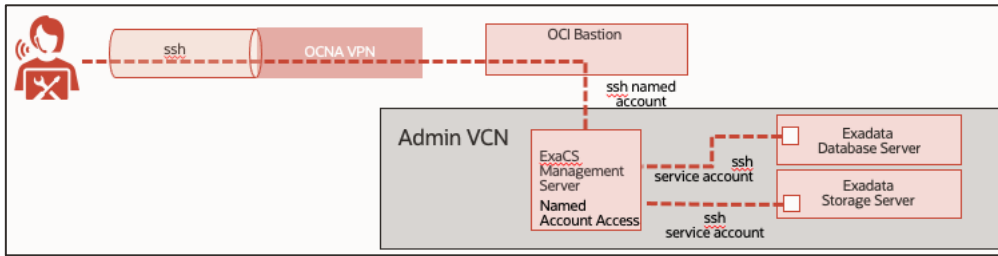 ssh
OCNA VPN
OCI Bastion
ssh named
account
Admin VCN
ExaCS
Management
Server
Named
Account Access
ssh
service account
ssh
service account
Exadata
Database Server
Exadata
Storage Server